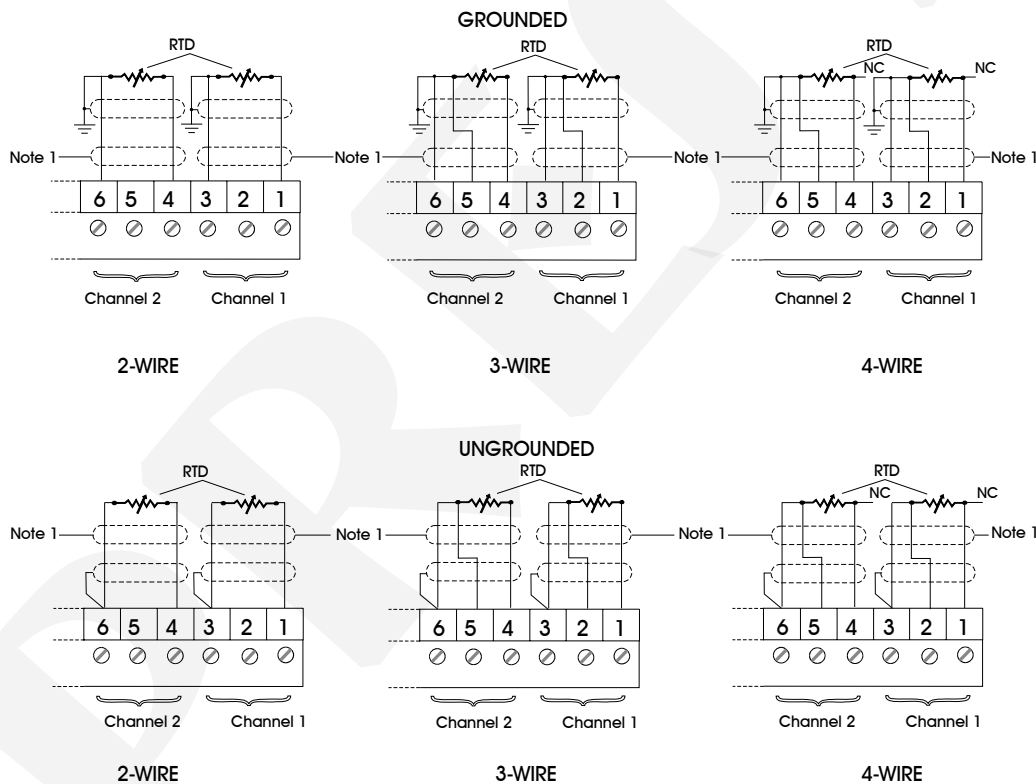 GROUNDED
RTD
RTD
RTD
NC
NC
Note 1
Note 1
Note 1
Note 1
6 5 4 3 2 1
6 5 4 3 2 1
6 5 4 3 2 1
Channel 2
Channel 1
Channel 2
Channel 1
Channel 2
Channel 1
2-WIRE
3-WIRE
4-WIRE
UNGROUNDED
RTD
RTD
RTD
NC
NC
Note 1
Note 1
Note 1
Note 1
6 5 4 3 2 1
6 5 4 3 2 1
6 5 4 3 2 1
Channel 2
Channel 1
Channel 2
Channel 1
Channel 2
Channel 1
2-WIRE
3-WIRE
4-WIRE